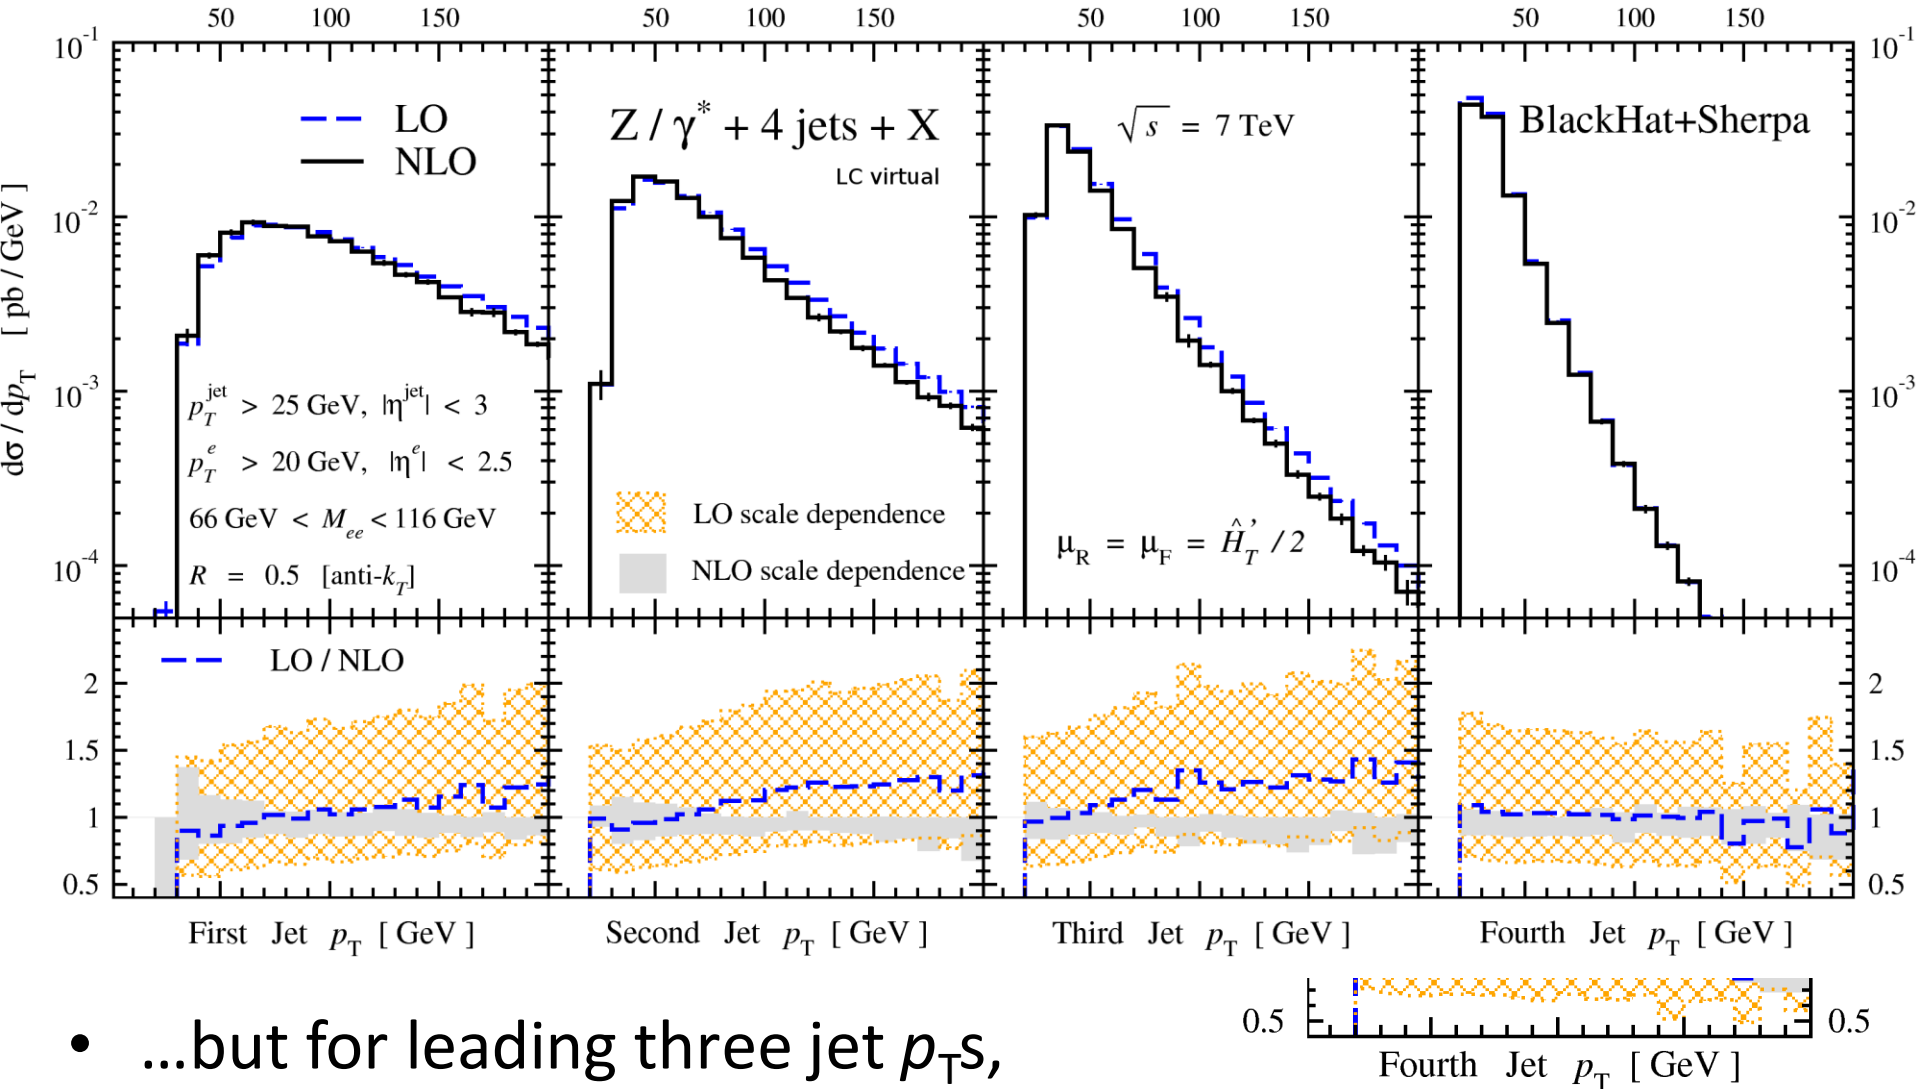 50 100 150 50 100 150 50 100 150 50 100 150
10^-1 10^-1
LO
NLO
Z / γ* + 4 jets + X
LC virtual
√s = 7 TeV
BlackHat+Sherpa
10^-2 10^-2
dσ / dp_T [ pb / GeV ]
10^-3 10^-3
p_T^jet > 25 GeV, |η^jet| < 3
p_T^e > 20 GeV, |η^e| < 2.5
66 GeV < M_ee < 116 GeV
R = 0.5 [anti-k_T]
LO scale dependence
NLO scale dependence
μ_R = μ_F = Ĥ_T' / 2
10^-4 10^-4
LO / NLO
2 2
1.5 1.5
1 1
0.5 0.5
First Jet p_T [ GeV ] Second Jet p_T [ GeV ] Third Jet p_T [ GeV ] Fourth Jet p_T [ GeV ]
0.5 0.5
Fourth Jet p_T [ GeV ]
• …but for leading three jet p_Ts,